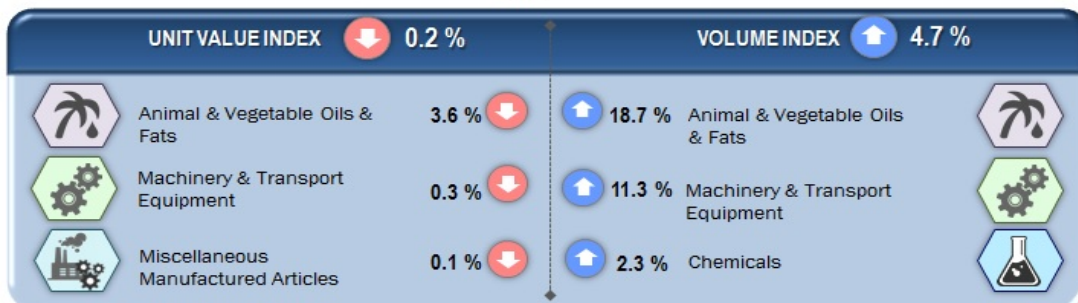 UNIT VALUE INDEX 0.2 %
VOLUME INDEX 4.7 %
Animal & Vegetable Oils &
Fats
3.6 %
Machinery & Transport
Equipment
0.3 %
Miscellaneous
Manufactured Articles
0.1 %
18.7 %
Animal & Vegetable Oils
& Fats
11.3 %
Machinery & Transport
Equipment
2.3 %
Chemicals